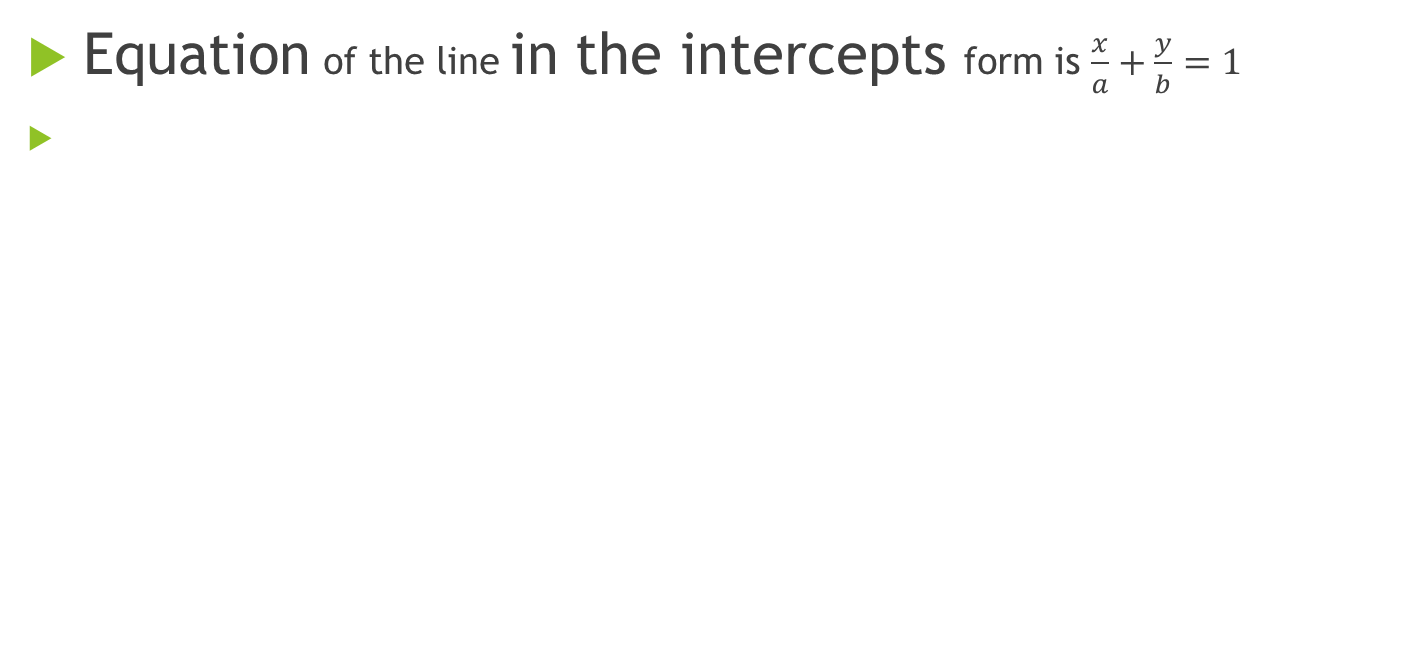 Equation of the line in the intercepts form is x/a + y/b = 1